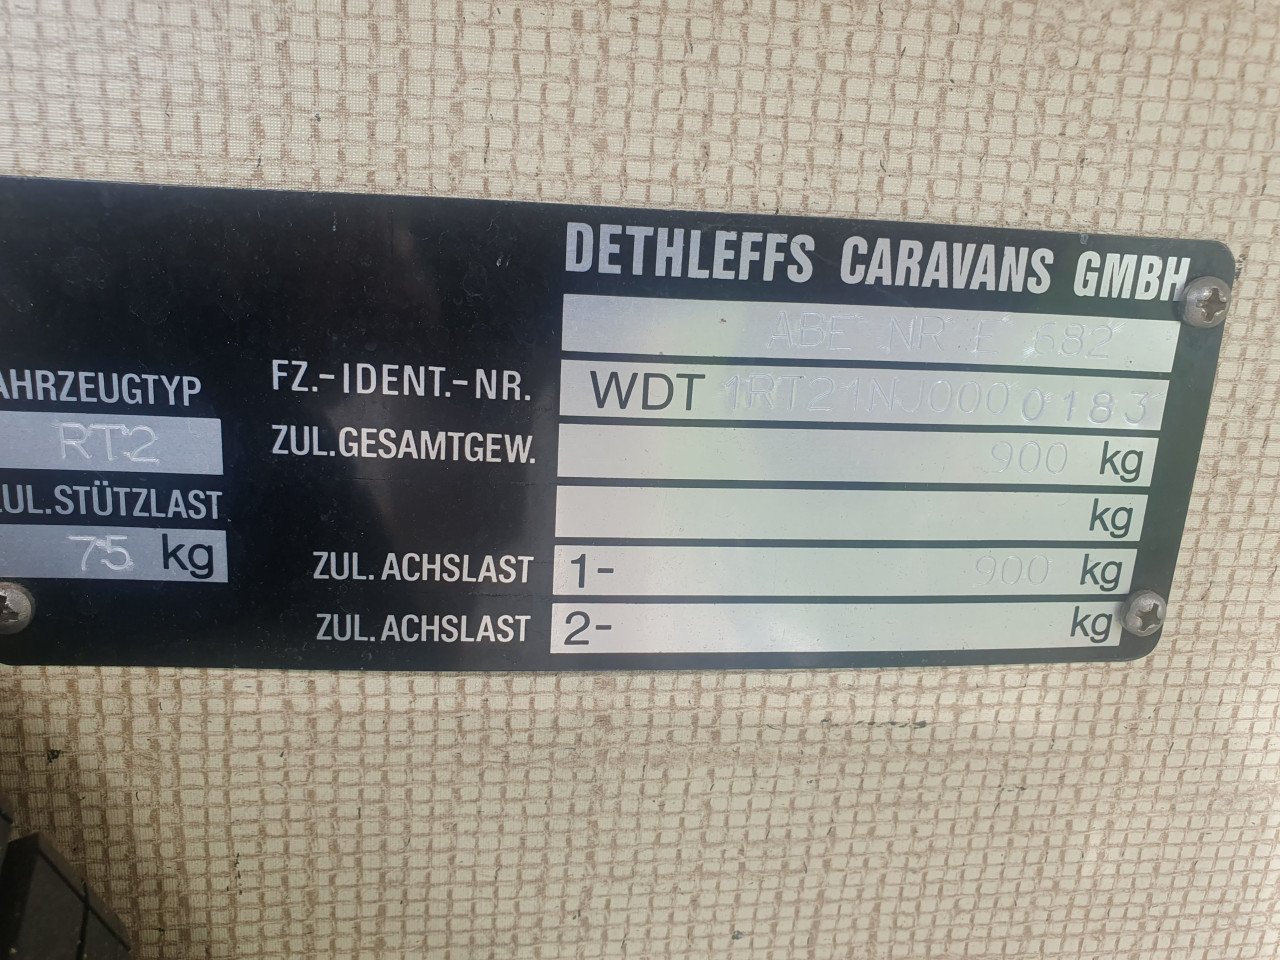 DETHLEFFS CARAVANS GMBH
ABE NR F 682
AHRZEUGTYP
FZ.-IDENT.-NR.
WDT 1RT21NJ0000183
RT2
ZUL.GESAMTGEW.
900 kg
ZUL.STÜTZLAST
kg
75 kg
ZUL. ACHSLAST 1- 900 kg
ZUL. ACHSLAST 2- kg